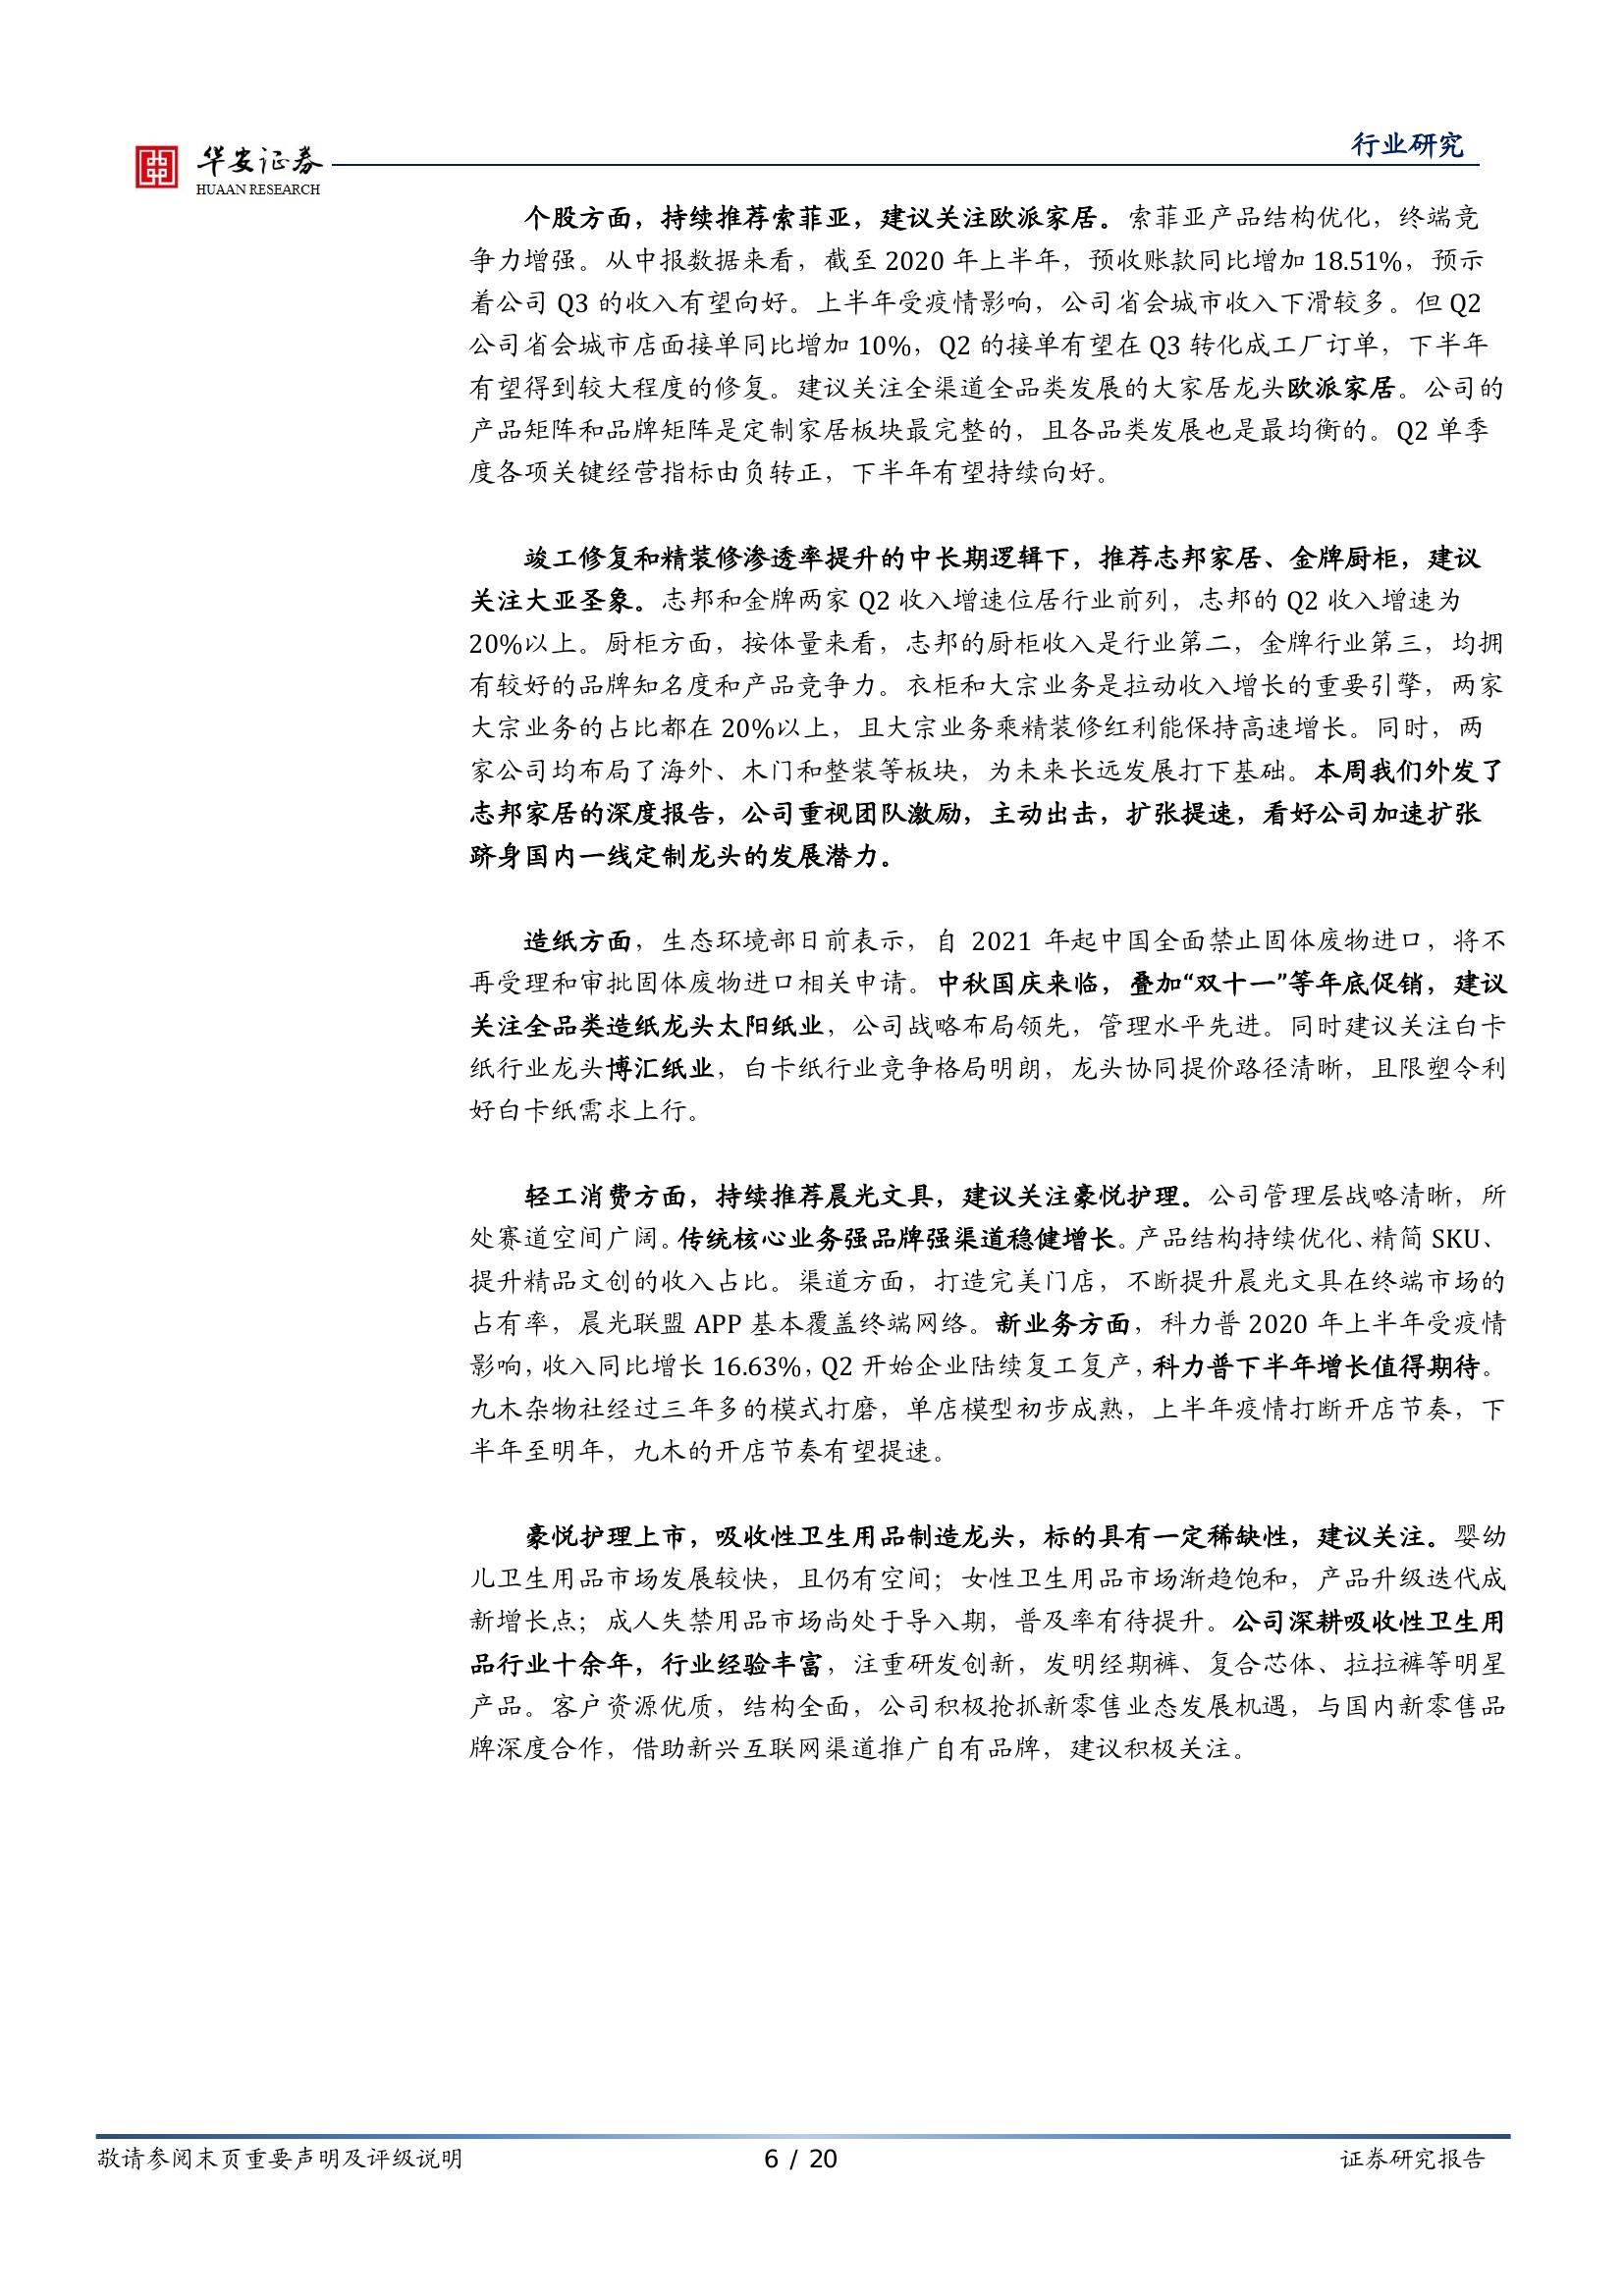 华安证券
HUAAN RESEARCH
行业研究
个股方面，持续推荐索菲亚，建议关注欧派家居。索菲亚产品结构优化，终端竞
争力增强。从中报数据来看，截至 2020 年上半年，预收账款同比增加 18.51%，预示
着公司 Q3 的收入有望向好。上半年受疫情影响，公司省会城市收入下滑较多。但 Q2
公司省会城市店面接单同比增加 10%，Q2 的接单有望在 Q3 转化成工厂订单，下半年
有望得到较大程度的修复。建议关注全渠道全品类发展的大家居龙头欧派家居。公司的
产品矩阵和品牌矩阵是定制家居板块最完整的，且各品类发展也是最均衡的。Q2 单季
度各项关键经营指标由负转正，下半年有望持续向好。
竣工修复和精装修渗透率提升的中长期逻辑下，推荐志邦家居、金牌厨柜，建议
关注大亚圣象。志邦和金牌两家 Q2 收入增速位居行业前列，志邦的 Q2 收入增速为
20%以上。厨柜方面，按体量来看，志邦的厨柜收入是行业第二，金牌行业第三，均拥
有较好的品牌知名度和产品竞争力。衣柜和大宗业务是拉动收入增长的重要引擎，两家
大宗业务的占比都在 20%以上，且大宗业务乘精装修红利能保持高速增长。同时，两
家公司均布局了海外、木门和整装等板块，为未来长远发展打下基础。本周我们外发了
志邦家居的深度报告，公司重视团队激励，主动出击，扩张提速，看好公司加速扩张
跻身国内一线定制龙头的发展潜力。
造纸方面，生态环境部日前表示，自 2021 年起中国全面禁止固体废物进口，将不
再受理和审批固体废物进口相关申请。中秋国庆来临，叠加“双十一”等年底促销，建议
关注全品类造纸龙头太阳纸业，公司战略布局领先，管理水平先进。同时建议关注白卡
纸行业龙头博汇纸业，白卡纸行业竞争格局明朗，龙头协同提价路径清晰，且限塑令利
好白卡纸需求上行。
轻工消费方面，持续推荐晨光文具，建议关注豪悦护理。公司管理层战略清晰，所
处赛道空间广阔。传统核心业务强品牌强渠道稳健增长。产品结构持续优化、精简 SKU、
提升精品文创的收入占比。渠道方面，打造完美门店，不断提升晨光文具在终端市场的
占有率，晨光联盟 APP 基本覆盖终端网络。新业务方面，科力普 2020 年上半年受疫情
影响，收入同比增长 16.63%，Q2 开始企业陆续复工复产，科力普下半年增长值得期待。
九木杂物社经过三年多的模式打磨，单店模型初步成熟，上半年疫情打断开店节奏，下
半年至明年，九木的开店节奏有望提速。
豪悦护理上市，吸收性卫生用品制造龙头，标的具有一定稀缺性，建议关注。婴幼
儿卫生用品市场发展较快，且仍有空间；女性卫生用品市场渐趋饱和，产品升级迭代成
新增长点；成人失禁用品市场尚处于导入期，普及率有待提升。公司深耕吸收性卫生用
品行业十余年，行业经验丰富，注重研发创新，发明经期裤、复合芯体、拉拉裤等明星
产品。客户资源优质，结构全面，公司积极抢抓新零售业态发展机遇，与国内新零售品
牌深度合作，借助新兴互联网渠道推广自有品牌，建议积极关注。
敬请参阅末页重要声明及评级说明
6 / 20
证券研究报告